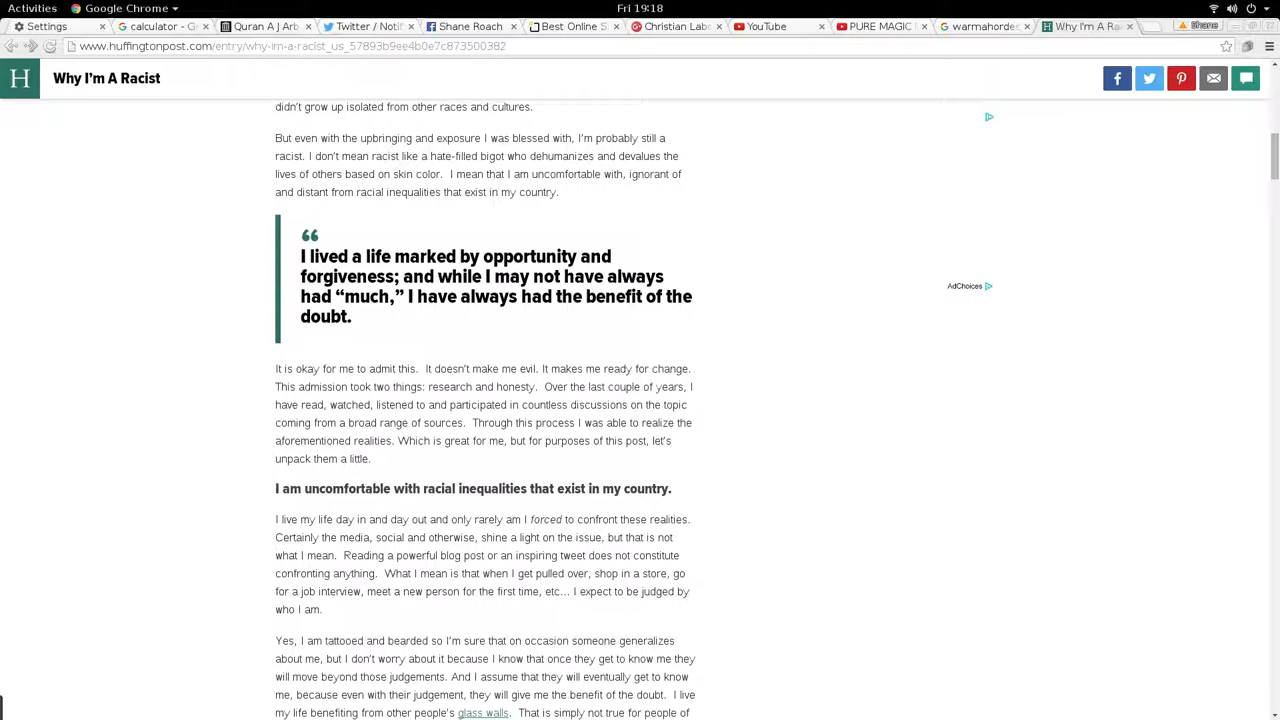 Activities
Google Chrome
Fri 19:18
Settings
calculator - G
Quran A J Arb
Twitter / Notif
Shane Roach
Best Online S
Christian Lab
YouTube
PURE MAGIC
warmahordes
Why I'm A Ra
Shane
www.huffingtonpost.com/entry/why-im-a-racist_us_57893b9ee4b0e7c873500382
H
Why I'm A Racist
didn't grow up isolated from other races and cultures.
But even with the upbringing and exposure I was blessed with, I'm probably still a
racist. I don't mean racist like a hate-filled bigot who dehumanizes and devalues the
lives of others based on skin color.  I mean that I am uncomfortable with, ignorant of
and distant from racial inequalities that exist in my country.
“
I lived a life marked by opportunity and
forgiveness; and while I may not have always
had “much,” I have always had the benefit of the
doubt.
AdChoices
It is okay for me to admit this.  It doesn't make me evil. It makes me ready for change.
This admission took two things: research and honesty.  Over the last couple of years, I
have read, watched, listened to and participated in countless discussions on the topic
coming from a broad range of sources.  Through this process I was able to realize the
aforementioned realities. Which is great for me, but for purposes of this post, let's
unpack them a little.
I am uncomfortable with racial inequalities that exist in my country.
I live my life day in and day out and only rarely am I forced to confront these realities.
Certainly the media, social and otherwise, shine a light on the issue, but that is not
what I mean.  Reading a powerful blog post or an inspiring tweet does not constitute
confronting anything.  What I mean is that when I get pulled over, shop in a store, go
for a job interview, meet a new person for the first time, etc... I expect to be judged by
who I am.
Yes, I am tattooed and bearded so I'm sure that on occasion someone generalizes
about me, but I don't worry about it because I know that once they get to know me they
will move beyond those judgements. And I assume that they will eventually get to know
me, because even with their judgement, they will give me the benefit of the doubt.  I live
my life benefiting from other people's glass walls.  That is simply not true for people of